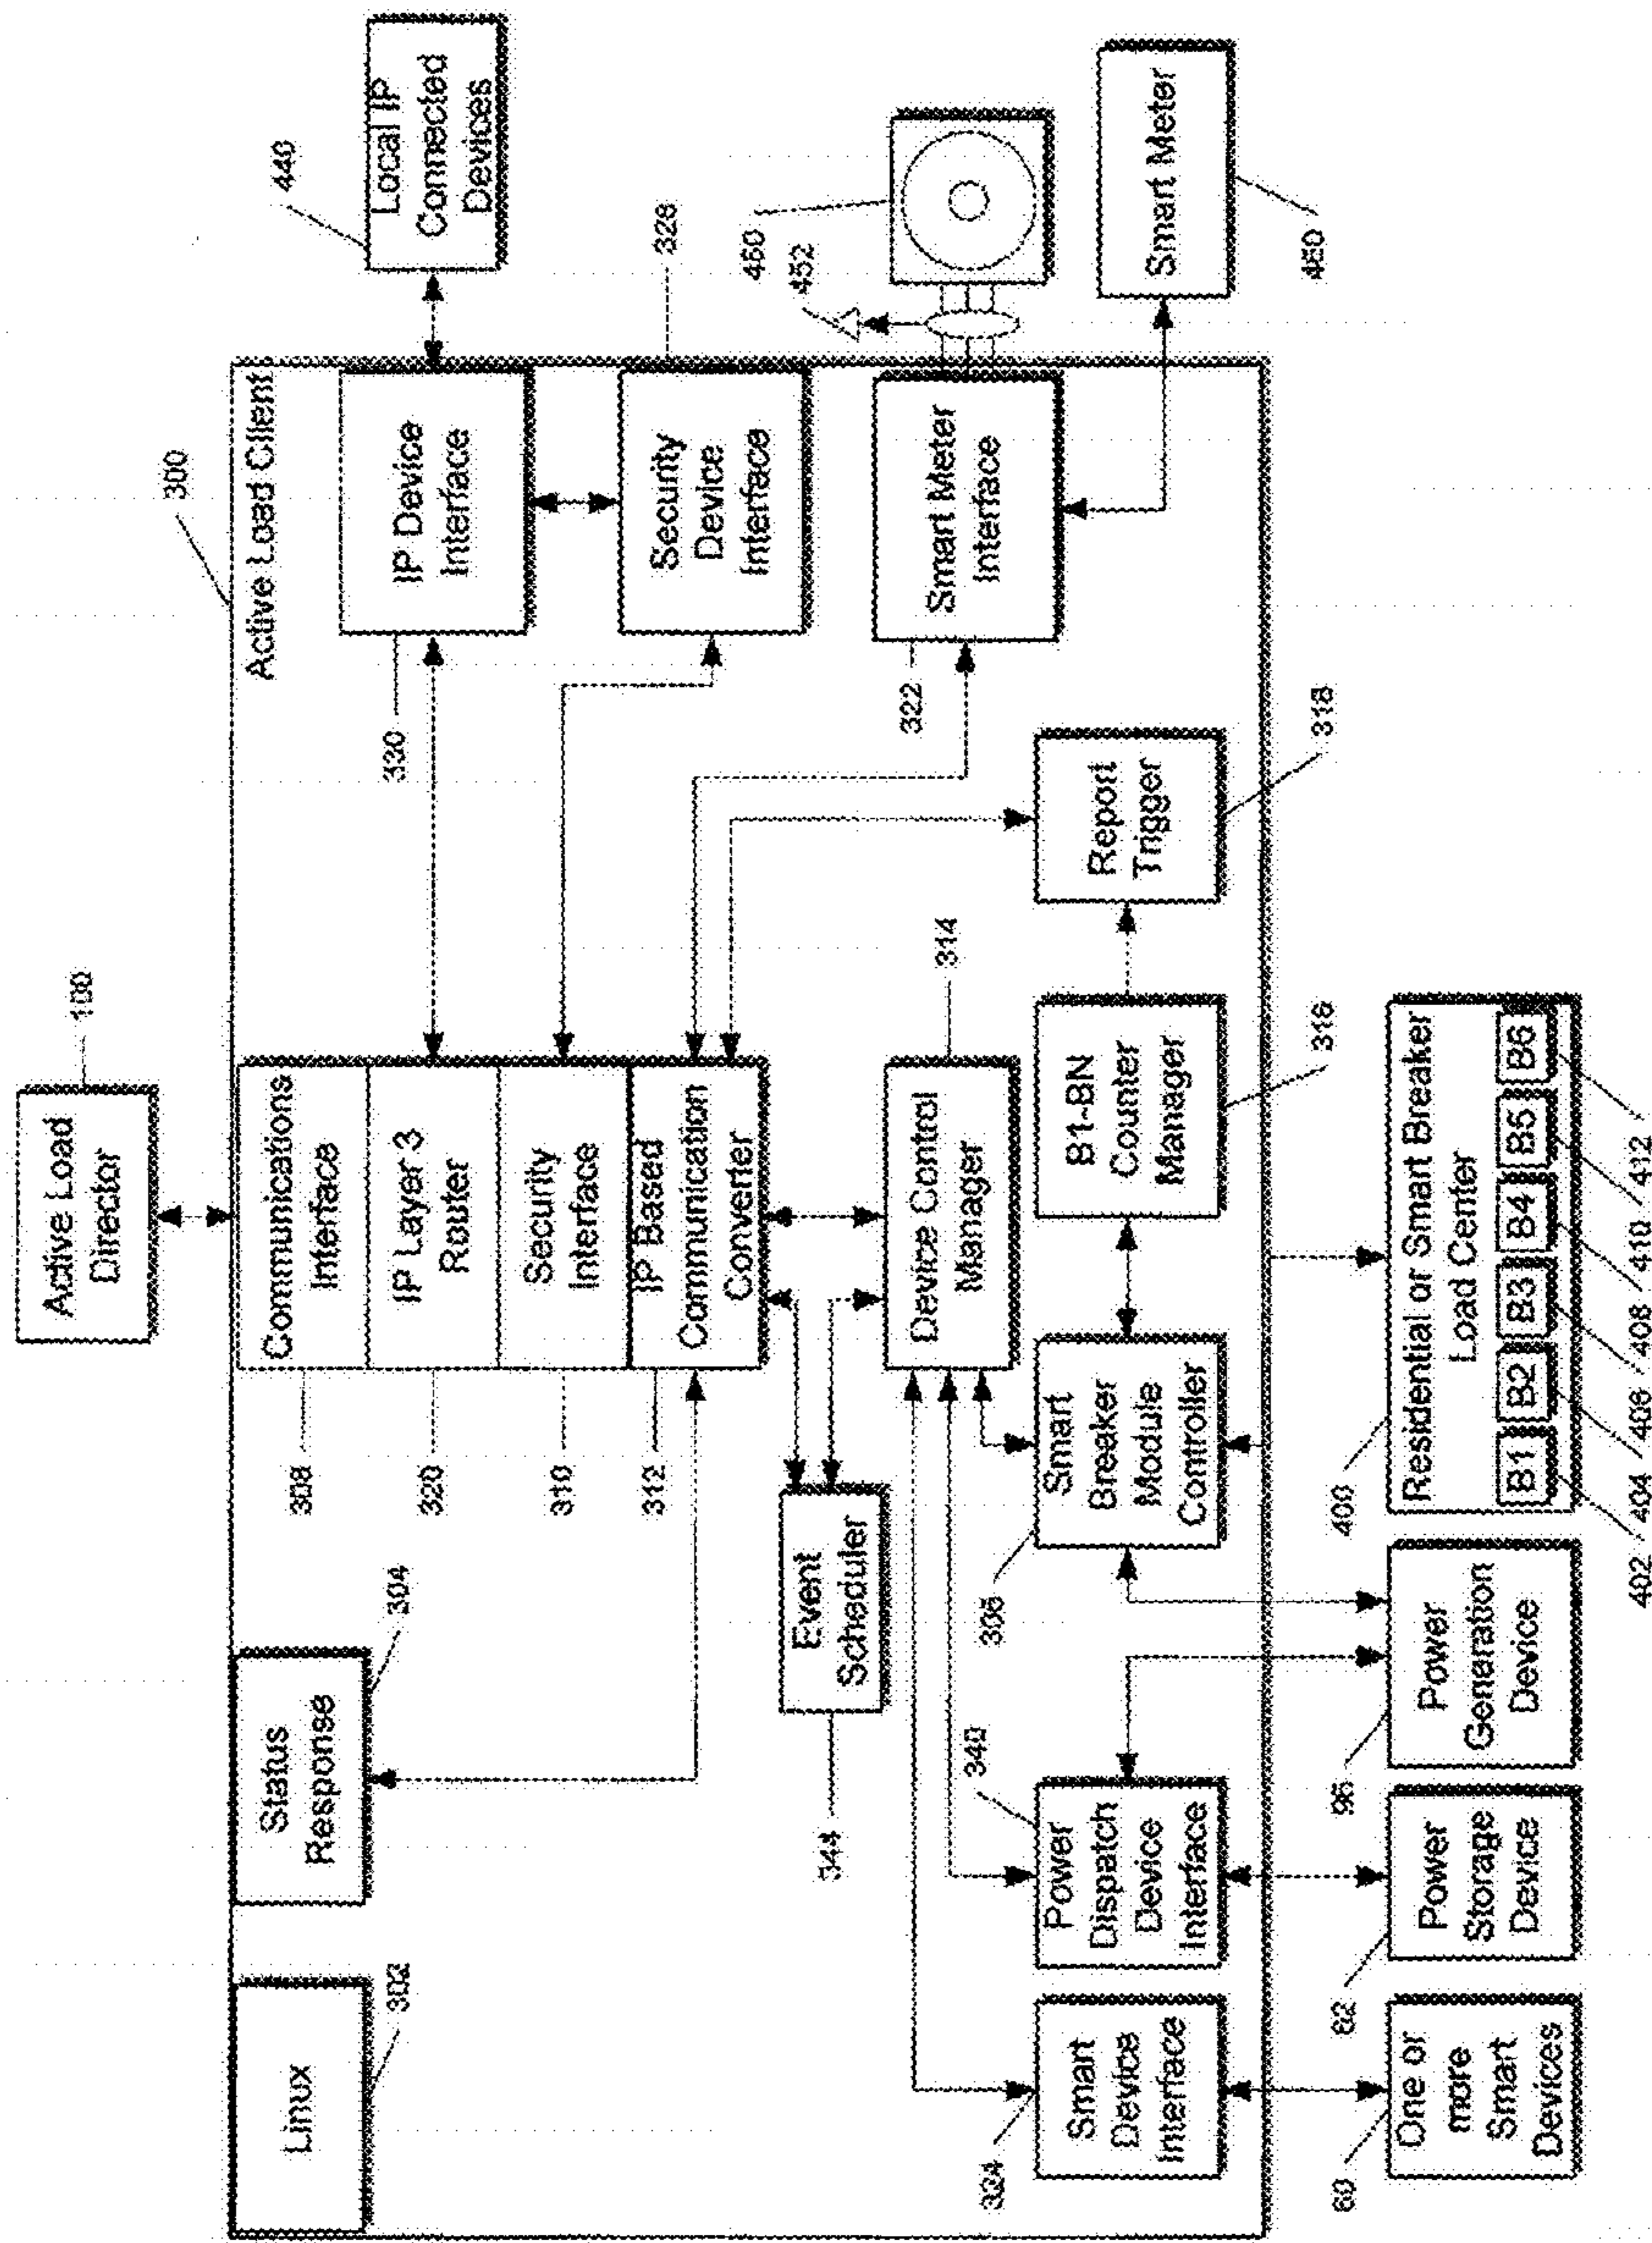 100
Active Load
Director
300
Active Load Client
Linux
302
Status
Response
304
Communications
Interface
308
IP Layer 3
Router
320
Security
Interface
310
IP Based
Communication
Converter
312
IP Device
Interface
330
440
Local IP
Connected
Devices
Security
Device
Interface
328
Smart Meter
Interface
322
460
452
Smart Meter
460
Event
Scheduler
344
Device Control
Manager
314
Smart
Device
Interface
324
Power
Dispatch
Device
Interface
340
Smart
Breaker
Module
Controller
306
B1-BN
Counter
Manager
316
Report
Trigger
318
One or
more
Smart
Devices
60
Power
Storage
Device
62
Power
Generation
Device
96
Residential or Smart Breaker
Load Center
400
B1 B2 B3 B4 B5 B6
402 404 406 408 410 412